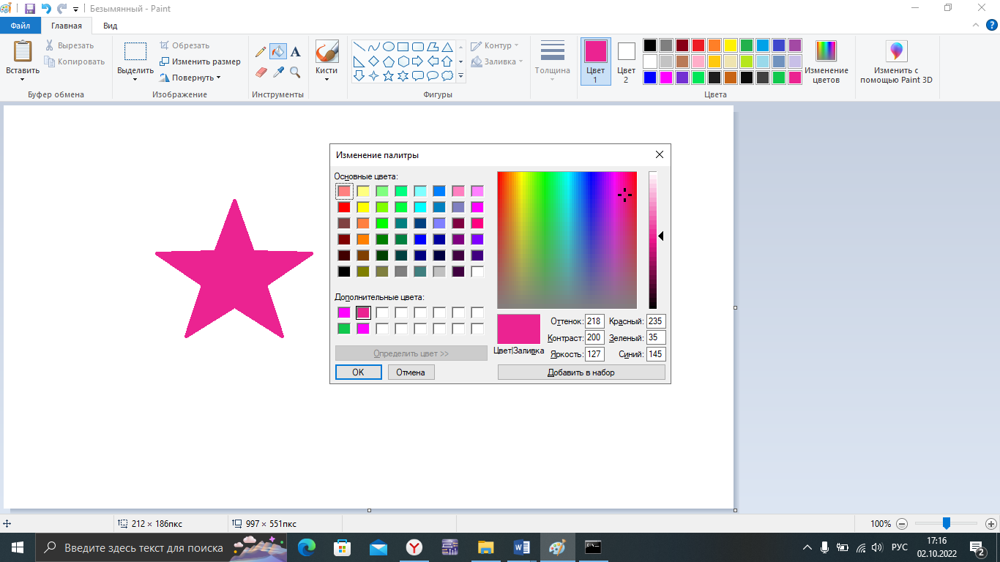 Безымянный - Paint
Файл
Главная
Вид
Вставить
Вырезать
Копировать
Буфер обмена
Выделить
Обрезать
Изменить размер
Повернуть
Изображение
A
Инструменты
Кисти
Контур
Заливка
Фигуры
Толщина
Цвет
1
Цвет
2
Изменение
цветов
Цвета
Изменить с
помощью Paint 3D
Изменение палитры
Основные цвета:
Дополнительные цвета:
Определить цвет >>
OK
Отмена
Цвет|Заливка
Оттенок: 218
Красный: 235
Контраст: 200
Зеленый: 35
Яркость: 127
Синий: 145
Добавить в набор
212 × 186пкс
997 × 551пкс
100%
Введите здесь текст для поиска
РУС
17:16
02.10.2022
2